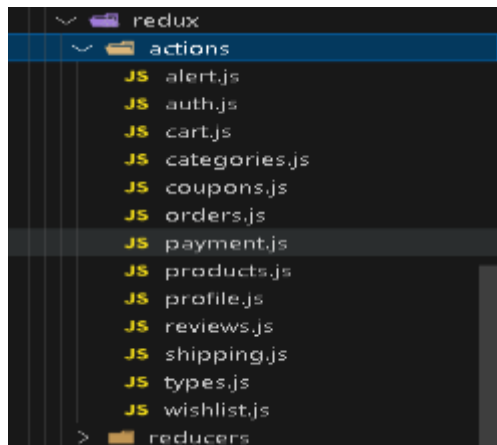 redux
actions
JS alert.js
JS auth.js
JS cart.js
JS categories.js
JS coupons.js
JS orders.js
JS payment.js
JS products.js
JS profile.js
JS reviews.js
JS shipping.js
JS types.js
JS wishlist.js
reducers